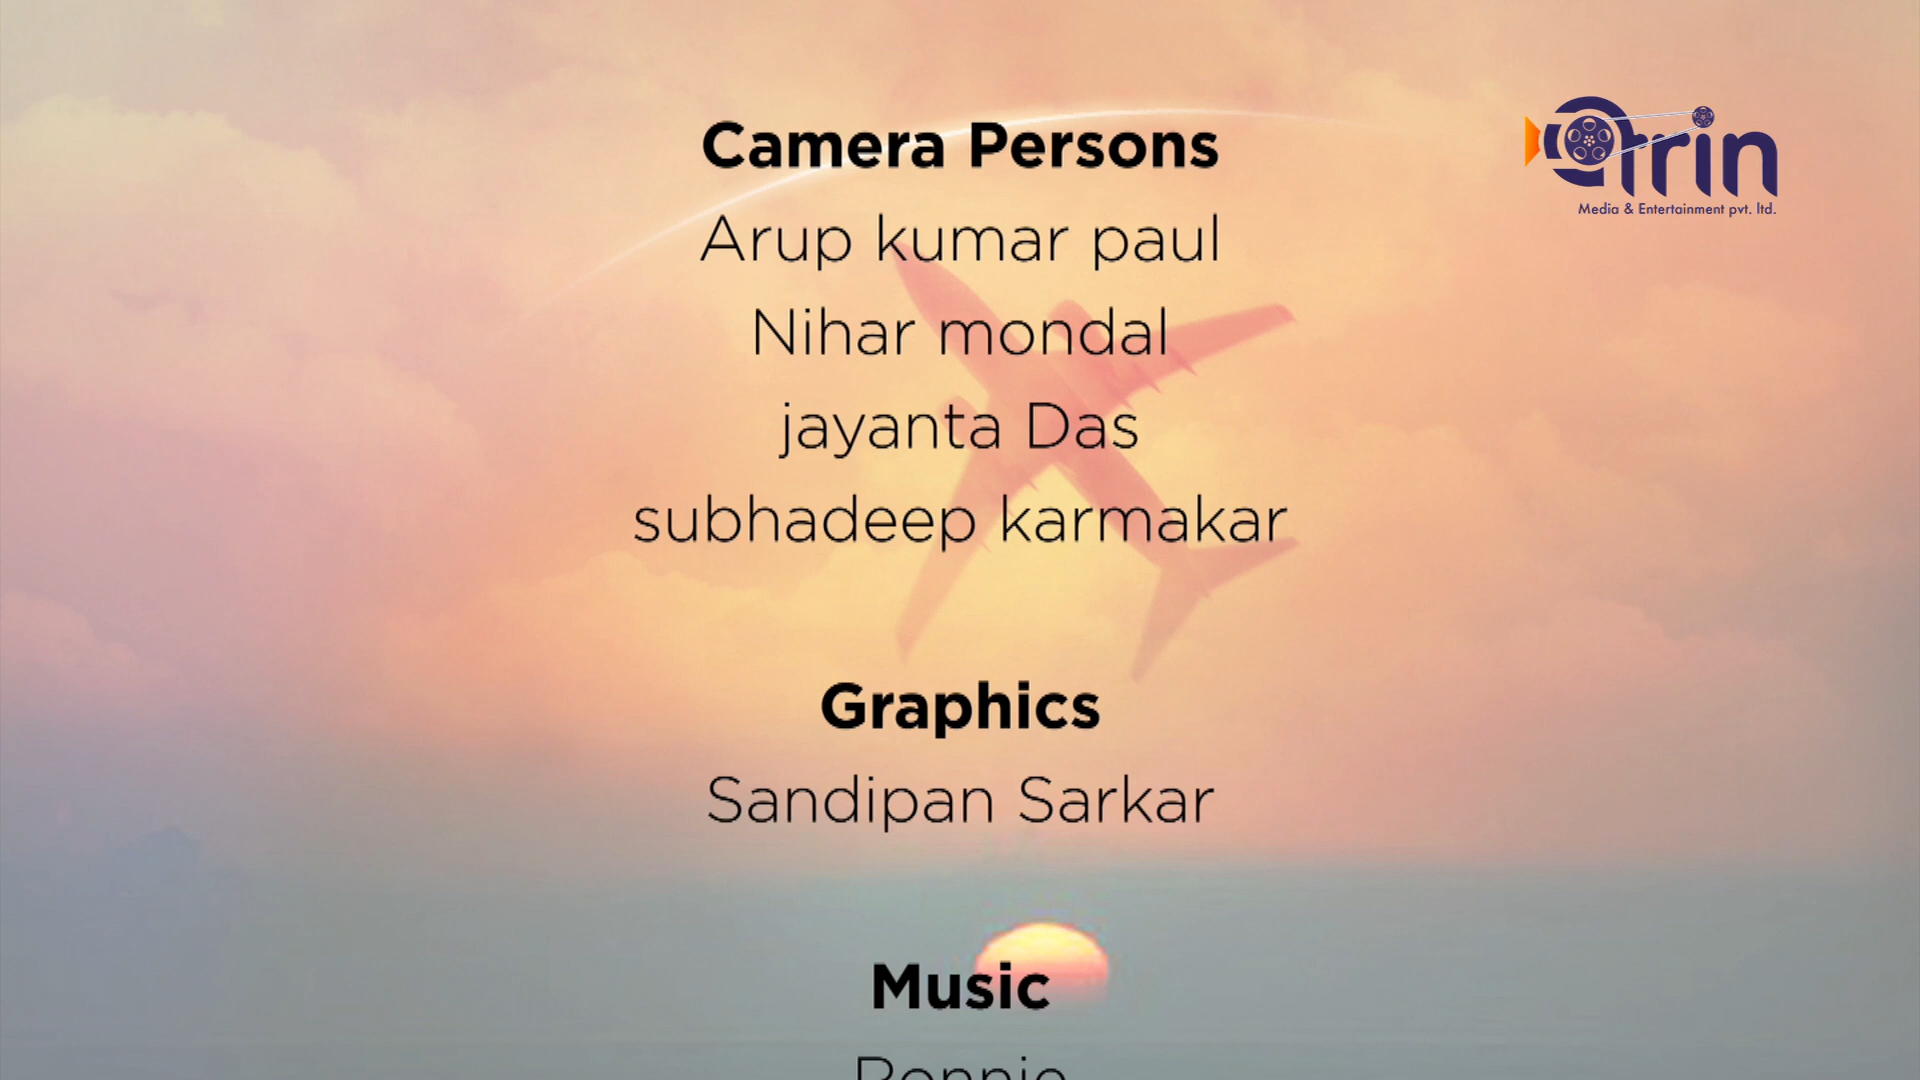 Camera Persons
Arup kumar paul
Nihar mondal
jayanta Das
subhadeep karmakar
Graphics
Sandipan Sarkar
Music
Atrin
Media & Entertainment pvt. ltd.